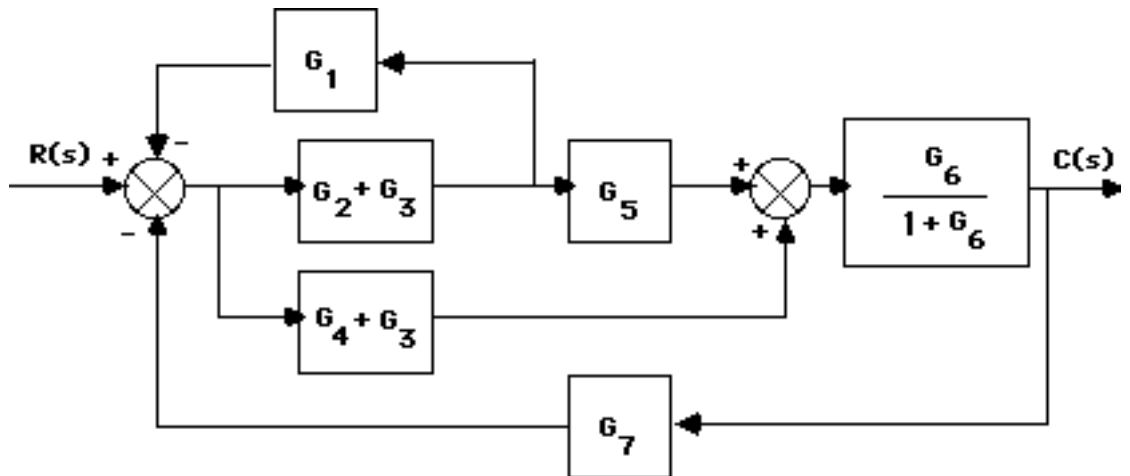 G1
R(s) + -
G2 + G3
G5
+
+
G6
1 + G6
C(s)
-
G4 + G3
G7